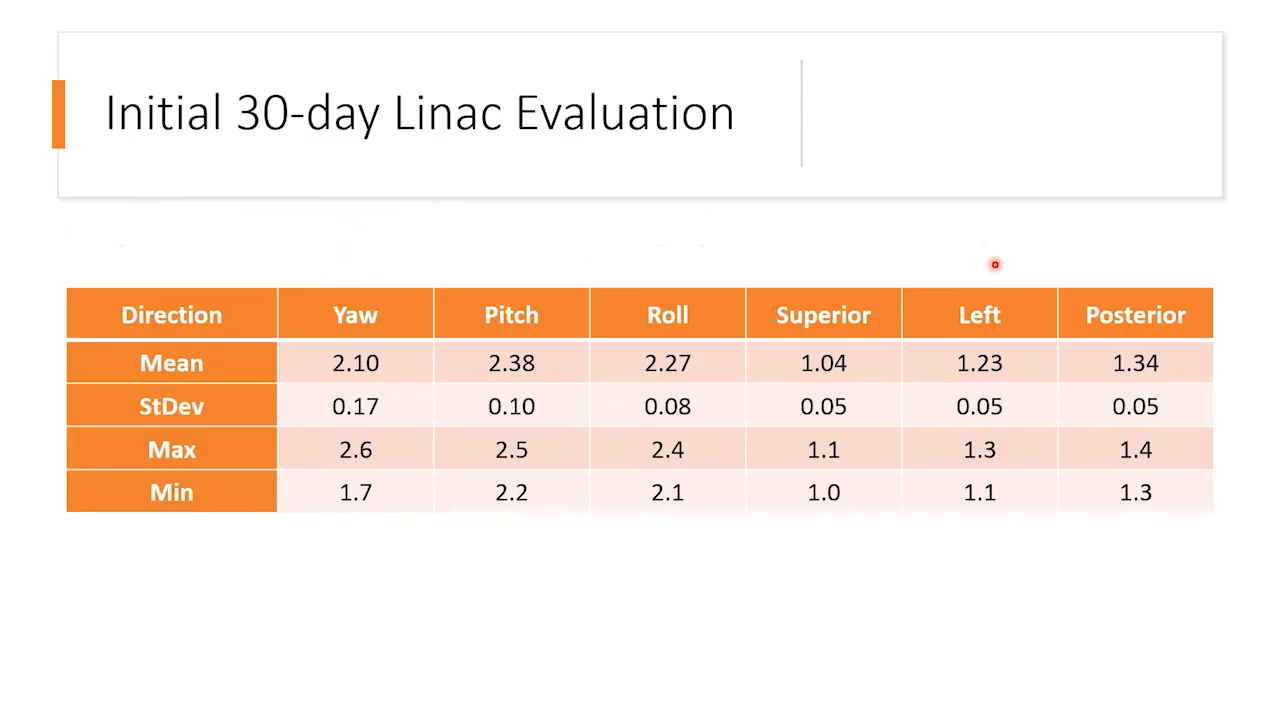 Initial 30-day Linac Evaluation
Direction Yaw Pitch Roll Superior Left Posterior
Mean 2.10 2.38 2.27 1.04 1.23 1.34
StDev 0.17 0.10 0.08 0.05 0.05 0.05
Max 2.6 2.5 2.4 1.1 1.3 1.4
Min 1.7 2.2 2.1 1.0 1.1 1.3